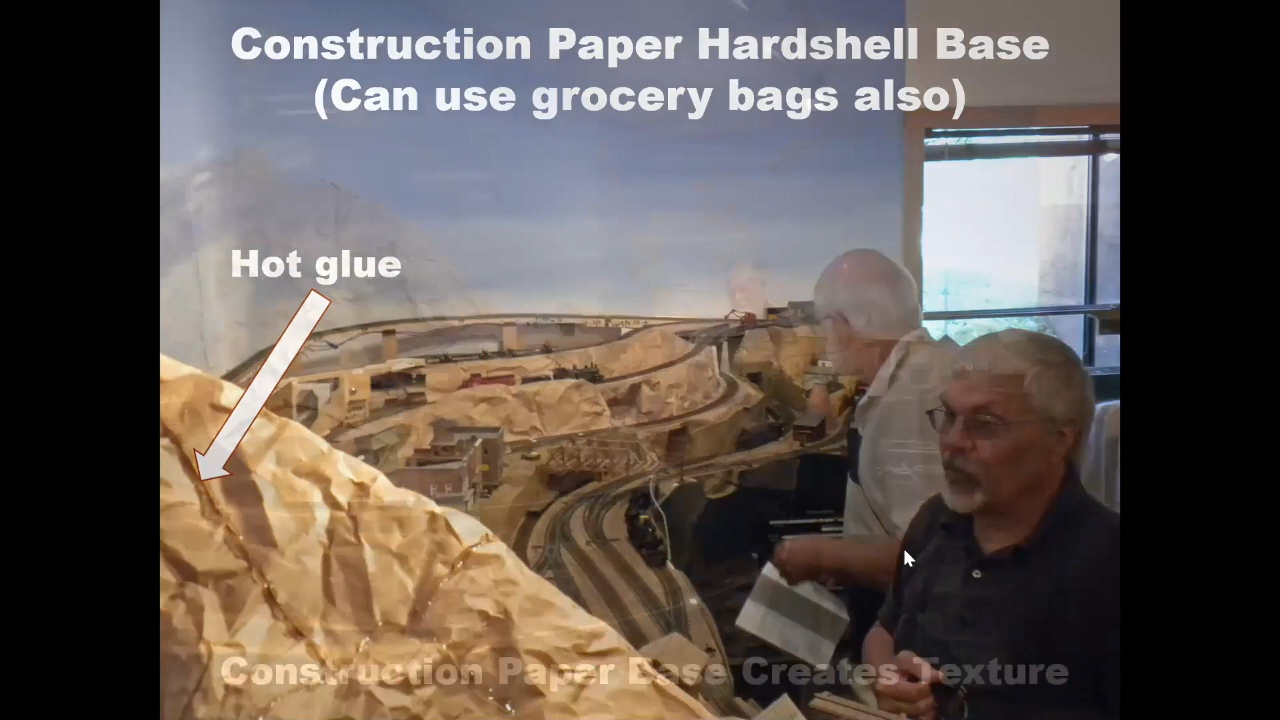 Construction Paper Hardshell Base
(Can use grocery bags also)
Hot glue
Construction Paper Base Creates Texture